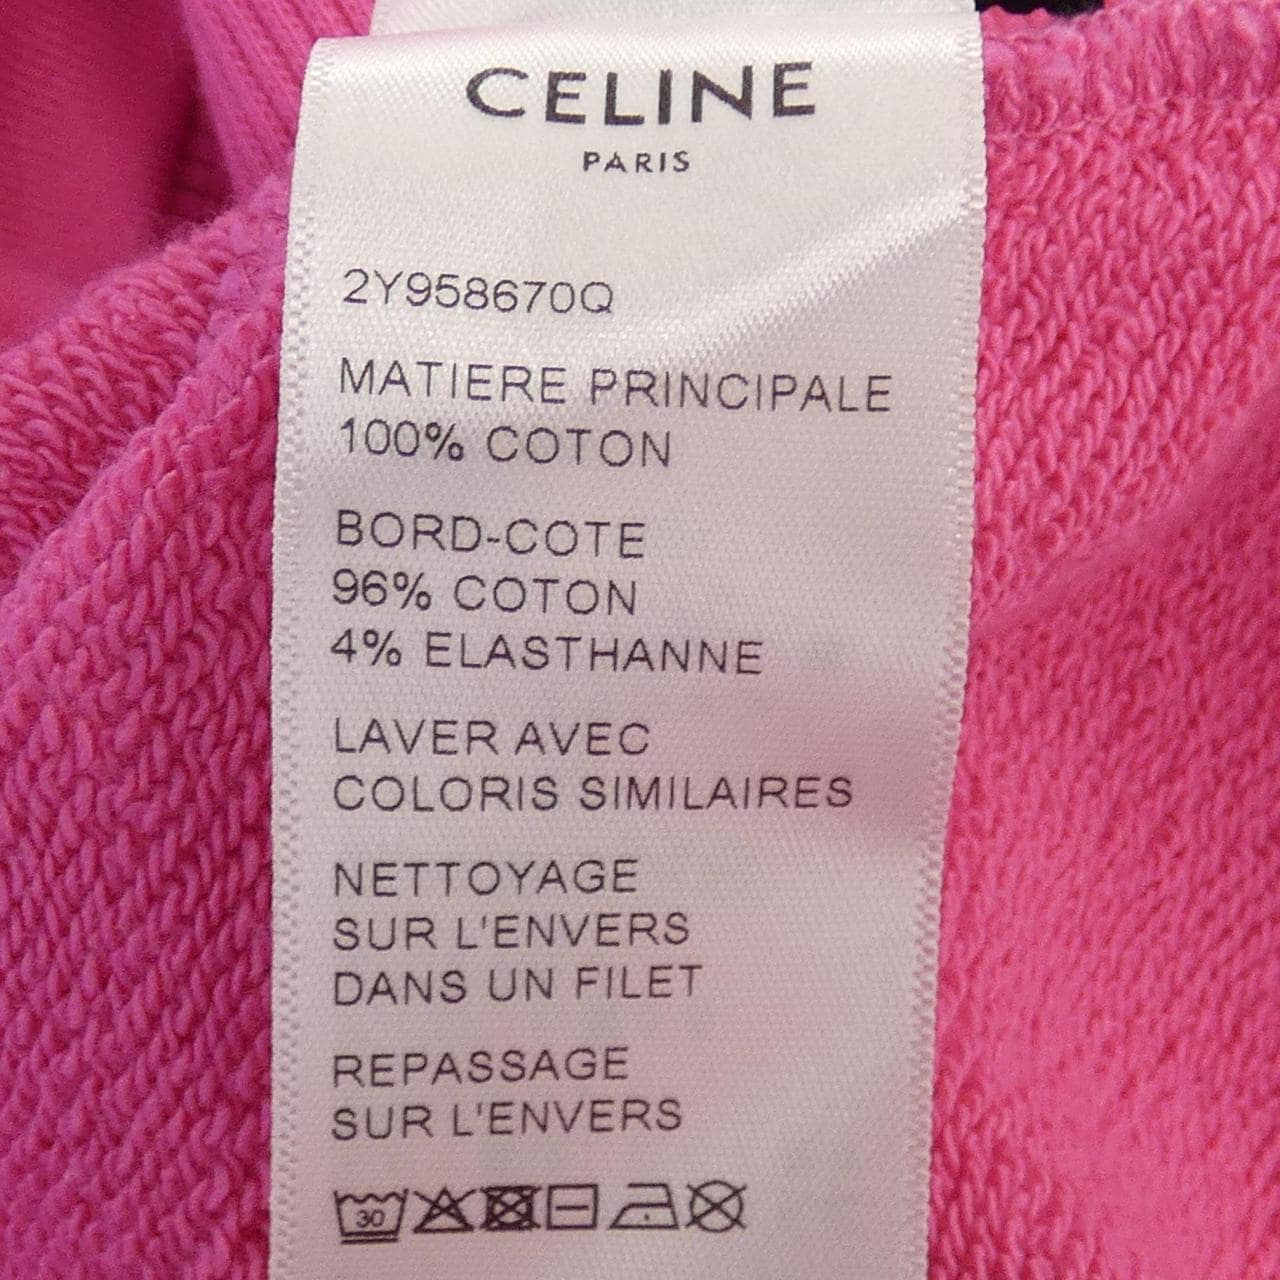 CELINE
PARIS
2Y958670Q
MATIERE PRINCIPALE
100% COTON
BORD-COTE
96% COTON
4% ELASTHANNE
LAVER AVEC
COLORIS SIMILAIRES
NETTOYAGE
SUR L'ENVERS
DANS UN FILET
REPASSAGE
SUR L'ENVERS
30